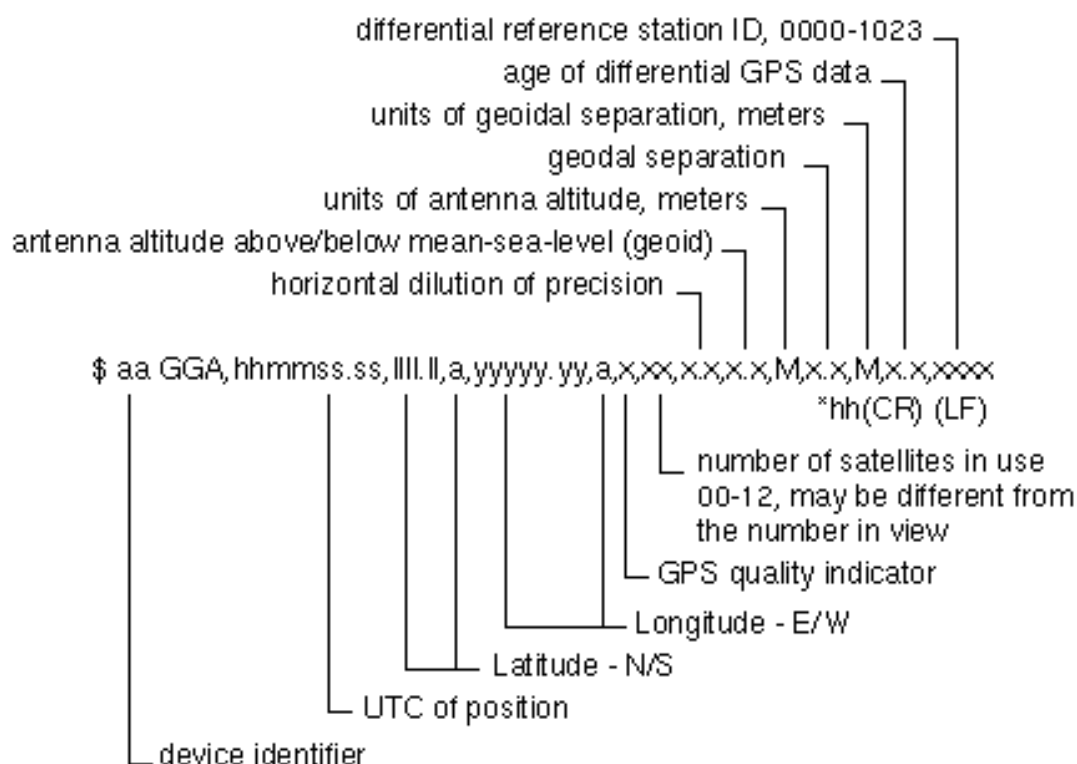 differential reference station ID, 0000-1023
age of differential GPS data
units of geoidal separation, meters
geodal separation
units of antenna altitude, meters
antenna altitude above/below mean-sea-level (geoid)
horizontal dilution of precision
$ aa GGA,hhmmss.ss,llll.ll,a,yyyyy.yy,a,x,xx,x.x,x.x,M,x.x,M,x.x,xxxx
*hh(CR) (LF)
number of satellites in use
00-12, may be different from
the number in view
GPS quality indicator
Longitude - E/W
Latitude - N/S
UTC of position
device identifier